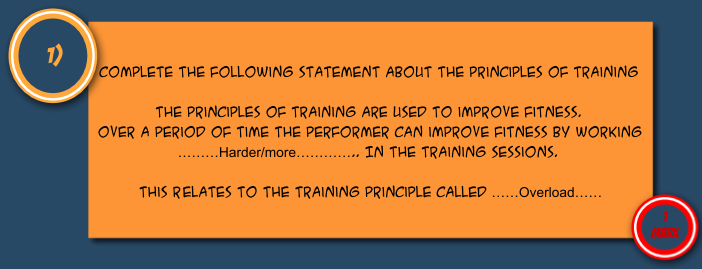 1)
COMPLETE THE FOLLOWING STATEMENT ABOUT THE PRINCIPLES OF TRAINING
THE PRINCIPLES OF TRAINING ARE USED TO IMPROVE FITNESS.
OVER A PERIOD OF TIME THE PERFORMER CAN IMPROVE FITNESS BY WORKING
.........Harder/more............,. IN THE TRAINING SESSIONS.
THIS RELATES TO THE TRAINING PRINCIPLE CALLED ......Overload......
MARK